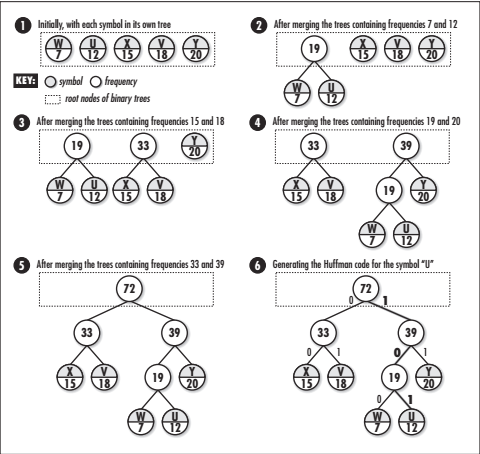 1 Initially, with each symbol in its own tree
W U X V Y
7 12 15 18 20
KEY: symbol frequency
root nodes of binary trees
2 After merging the trees containing frequencies 7 and 12
19 X V Y
15 18 20
W U
7 12
3 After merging the trees containing frequencies 15 and 18
19 33 Y
20
W U X V
7 12 15 18
4 After merging the trees containing frequencies 19 and 20
33 39
X V 19 Y
15 18 20
W U
7 12
5 After merging the trees containing frequencies 33 and 39
72
33 39
X V 19 Y
15 18 20
W U
7 12
6 Generating the Huffman code for the symbol “U”
72
0 1
33 39
0 1 0 1
X V 19 Y
15 18 20
0 1
W U
7 12